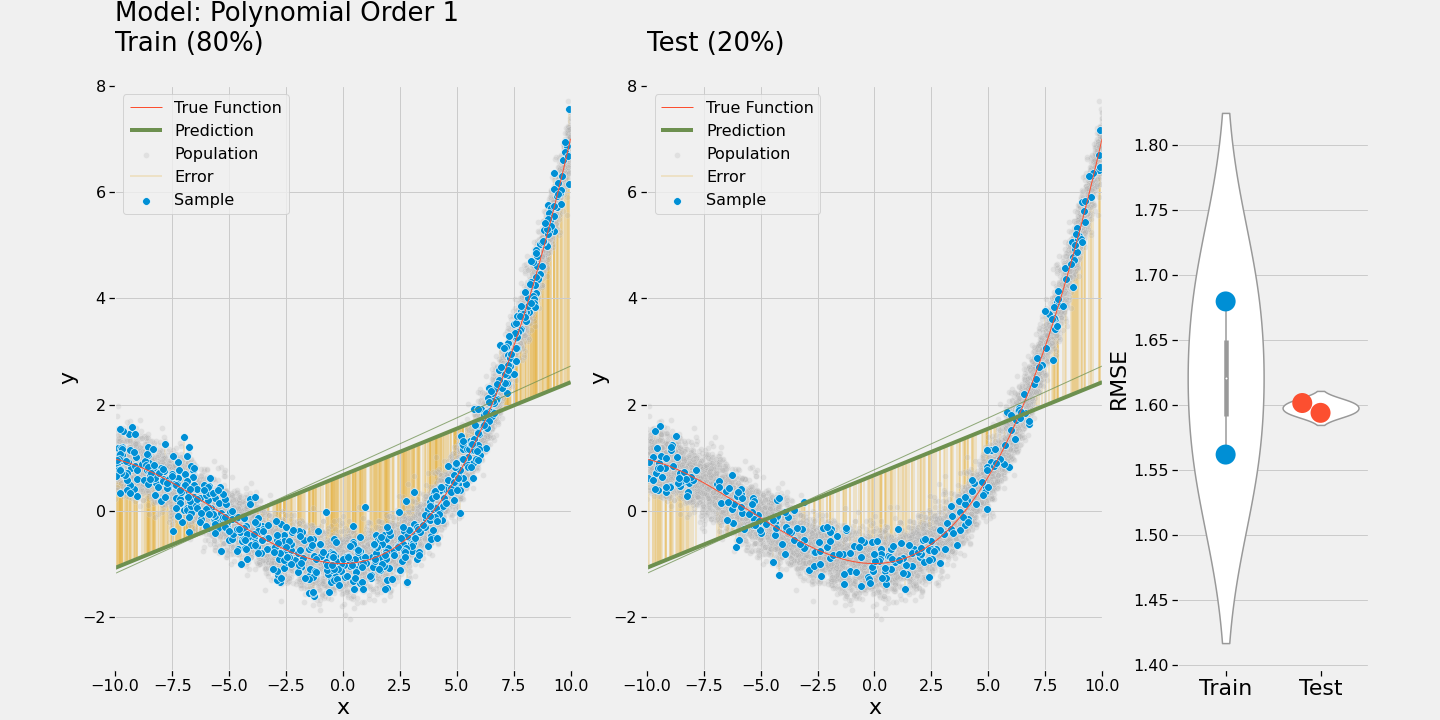 Model: Polynomial Order 1
Train (80%)
Test (20%)
8
6
4
2
0
−2
y
True Function
Prediction
Population
Error
Sample
−10.0 −7.5 −5.0 −2.5 0.0 2.5 5.0 7.5 10.0
x
8
6
4
2
0
−2
y
True Function
Prediction
Population
Error
Sample
−10.0 −7.5 −5.0 −2.5 0.0 2.5 5.0 7.5 10.0
x
1.80
1.75
1.70
1.65
1.60
1.55
1.50
1.45
1.40
RMSE
Train Test